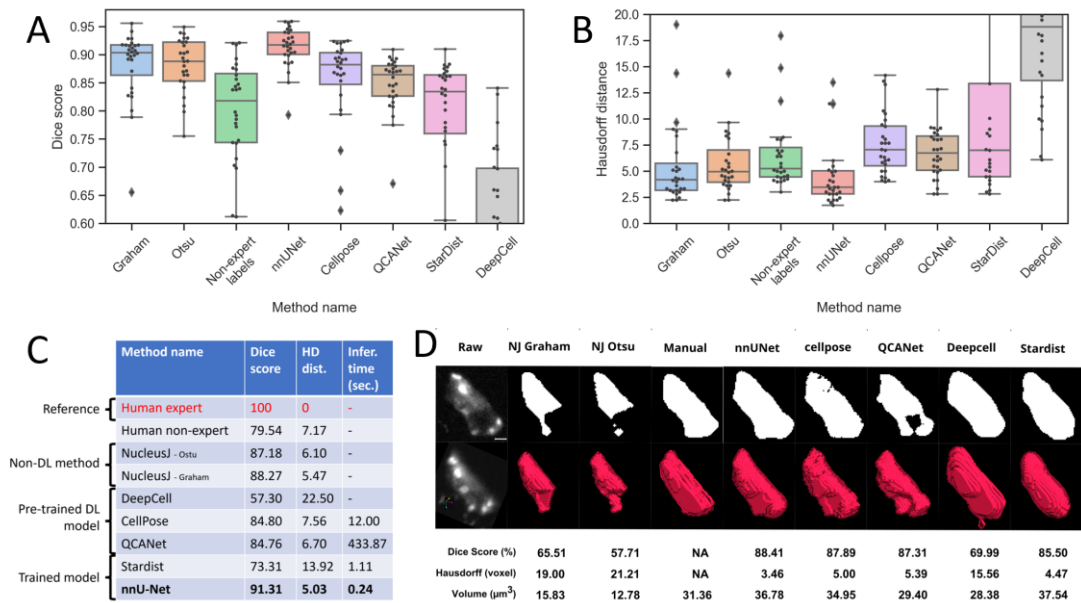 A
Dice score
0.95
0.90
0.85
0.80
0.75
0.70
0.65
0.60
Graham
Otsu
Non-expert
labels
nnUNet
Cellpose
QCANet
StarDist
DeepCell
Method name
B
Hausdorff distance
20.0
17.5
15.0
12.5
10.0
7.5
5.0
2.5
0.0
Graham
Otsu
Non-expert
labels
nnUNet
Cellpose
QCANet
StarDist
DeepCell
Method name
C
Method name Dice score HD dist. Infer. time (sec.)
Reference
Human expert 100 0 -
Human non-expert 79.54 7.17 -
Non-DL method
NucleusJ - Ostu 87.18 6.10 -
NucleusJ - Graham 88.27 5.47 -
Pre-trained DL
model
DeepCell 57.30 22.50 -
CellPose 84.80 7.56 12.00
QCANet 84.76 6.70 433.87
Trained model
Stardist 73.31 13.92 1.11
nnU-Net 91.31 5.03 0.24
D
Raw NJ Graham NJ Otsu Manual nnUNet cellpose QCANet Deepcell Stardist
Dice Score (%) 65.51 57.71 NA 88.41 87.89 87.31 69.99 85.50
Hausdorff (voxel) 19.00 21.21 NA 3.46 5.00 5.39 15.56 4.47
Volume (μm³) 15.83 12.78 31.36 36.78 34.95 29.40 28.38 37.54